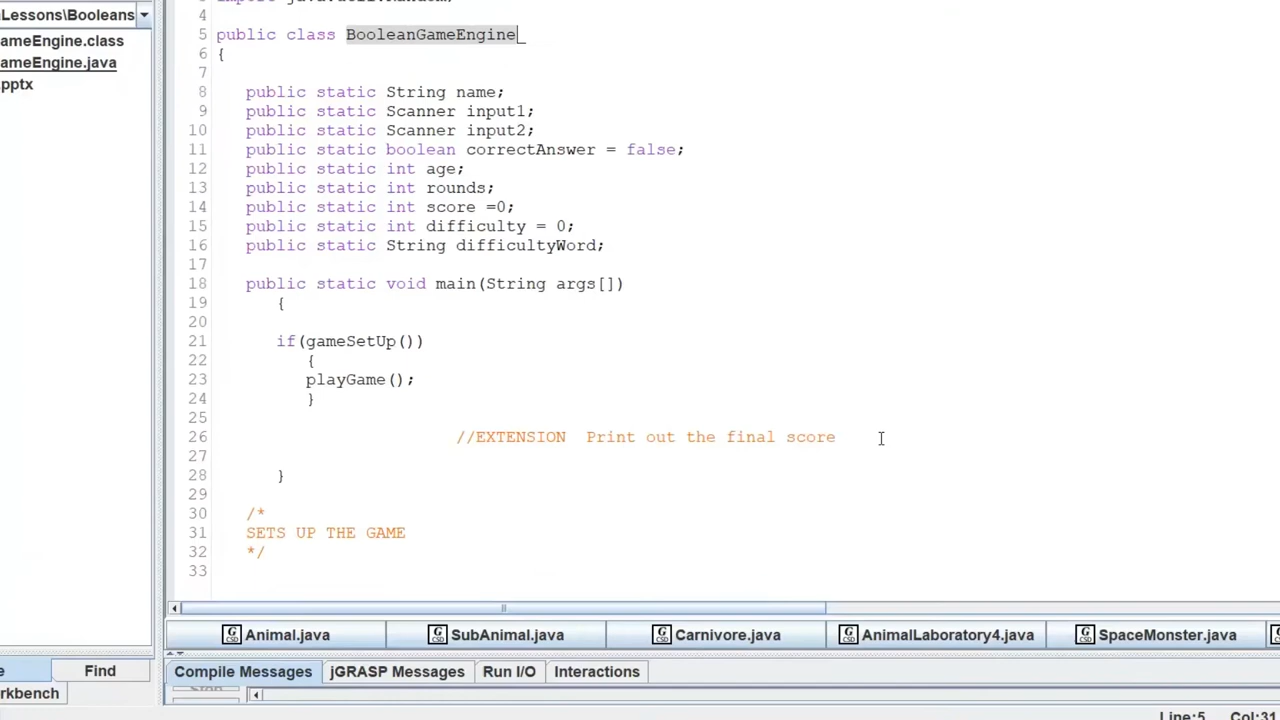 Lessons\Booleans
ameEngine.class
ameEngine.java
pptx
4
5 public class BooleanGameEngine
6 {
7
8 public static String name;
9 public static Scanner input1;
10 public static Scanner input2;
11 public static boolean correctAnswer = false;
12 public static int age;
13 public static int rounds;
14 public static int score =0;
15 public static int difficulty = 0;
16 public static String difficultyWord;
17
18 public static void main(String args[])
19 {
20
21 if(gameSetUp())
22 {
23 playGame();
24 }
25
26 //EXTENSION  Print out the final score
27
28 }
29
30 /*
31 SETS UP THE GAME
32 */
33
Animal.java SubAnimal.java Carnivore.java AnimalLaboratory4.java SpaceMonster.java
e Find
rkbench
Compile Messages jGRASP Messages Run I/O Interactions
Line:5 Col:31